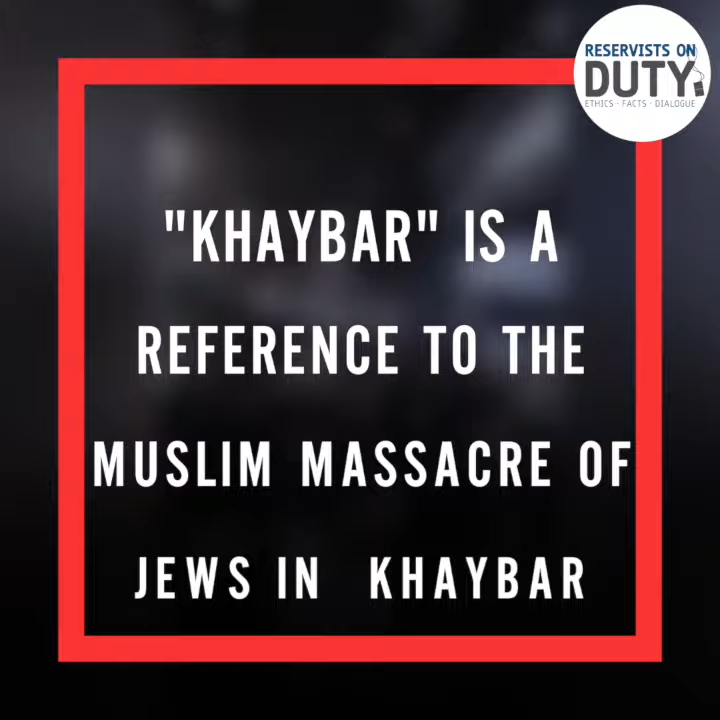 RESERVISTS ON
DUTY
ETHICS · FACTS · DIALOGUE
"KHAYBAR" IS A
REFERENCE TO THE
MUSLIM MASSACRE OF
JEWS IN KHAYBAR